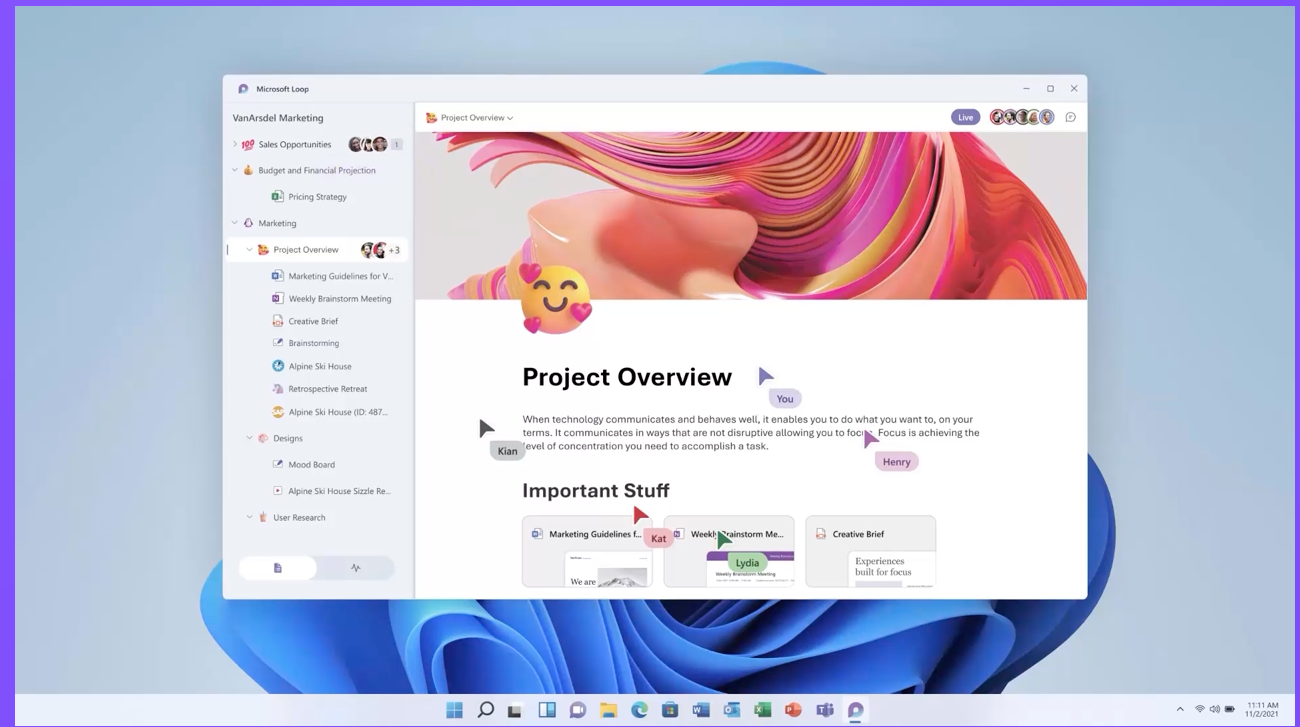 Microsoft Loop
VanArsdel Marketing
Sales Opportunities
1
Budget and Financial Projection
Pricing Strategy
Marketing
Project Overview
+3
Marketing Guidelines for V...
Weekly Brainstorm Meeting
Creative Brief
Brainstorming
Alpine Ski House
Retrospective Retreat
Alpine Ski House (ID: 487...
Designs
Mood Board
Alpine Ski House Sizzle Re...
User Research
Project Overview
Live
Project Overview
You
When technology communicates and behaves well, it enables you to do what you want to, on your
terms. It communicates in ways that are not disruptive allowing you to focus. Focus is achieving the
level of concentration you need to accomplish a task.
Kian
Henry
Important Stuff
Marketing Guidelines f...
Kat
We are
Weekly Brainstorm Me...
Lydia
Weekly Brainstorm Meeting
Creative Brief
Experiences
built for focus
11:11 AM
11/2/2021